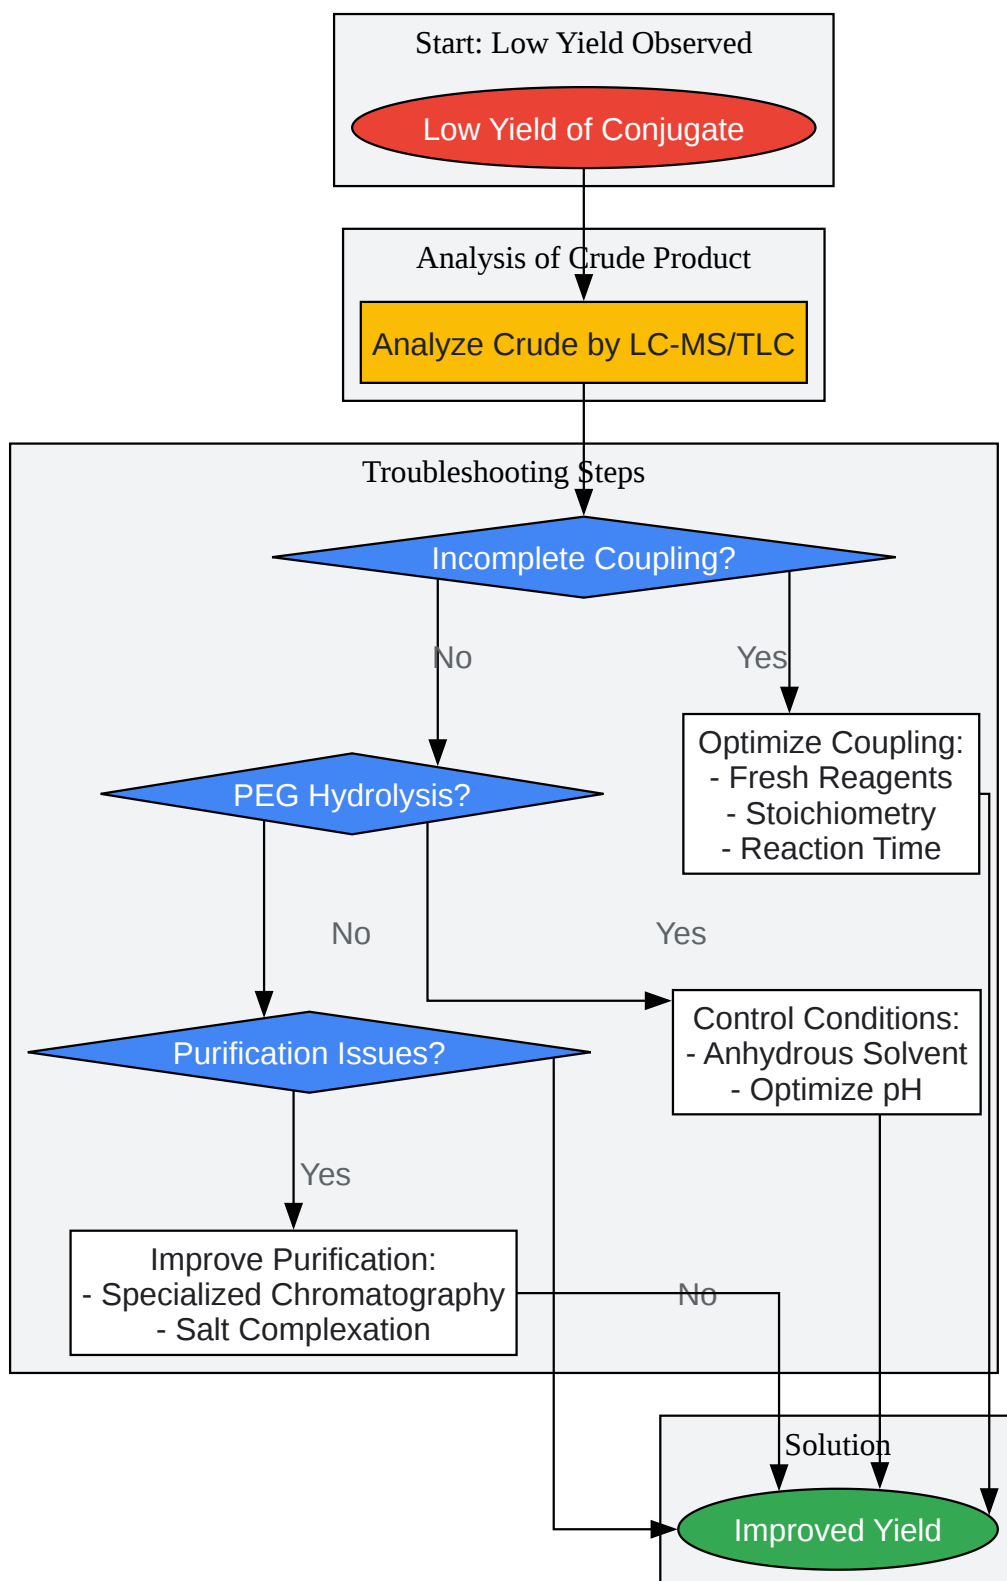 Start: Low Yield Observed
Low Yield of Conjugate
Analysis of Crude Product
Analyze Crude by LC-MS/TLC
Troubleshooting Steps
Incomplete Coupling?
No
Yes
Optimize Coupling:
- Fresh Reagents
- Stoichiometry
- Reaction Time
PEG Hydrolysis?
No
Yes
Control Conditions:
- Anhydrous Solvent
- Optimize pH
Purification Issues?
Yes
Improve Purification:
- Specialized Chromatography
- Salt Complexation
No
Solution
Improved Yield